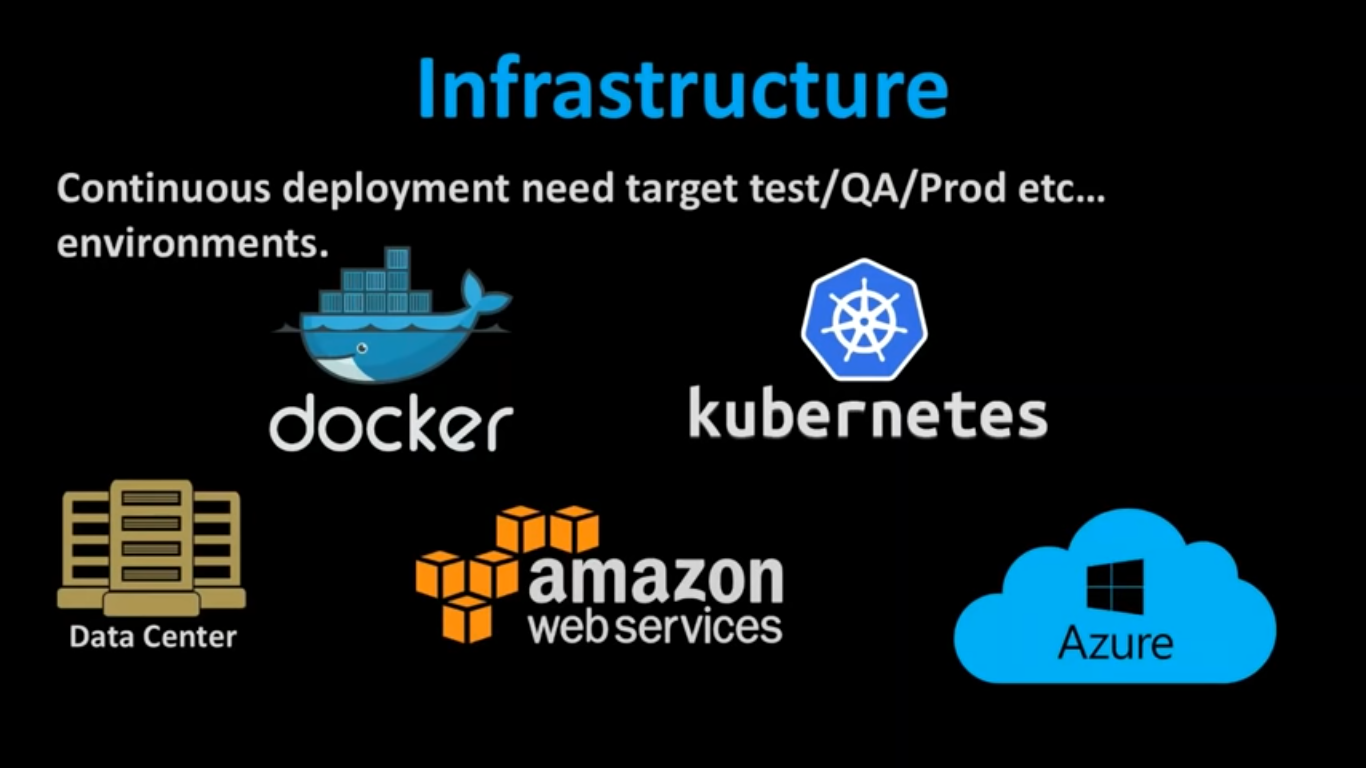 Infrastructure
Continuous deployment need target test/QA/Prod etc...
environments.
docker
kubernetes
Data Center
amazon
web services
Azure